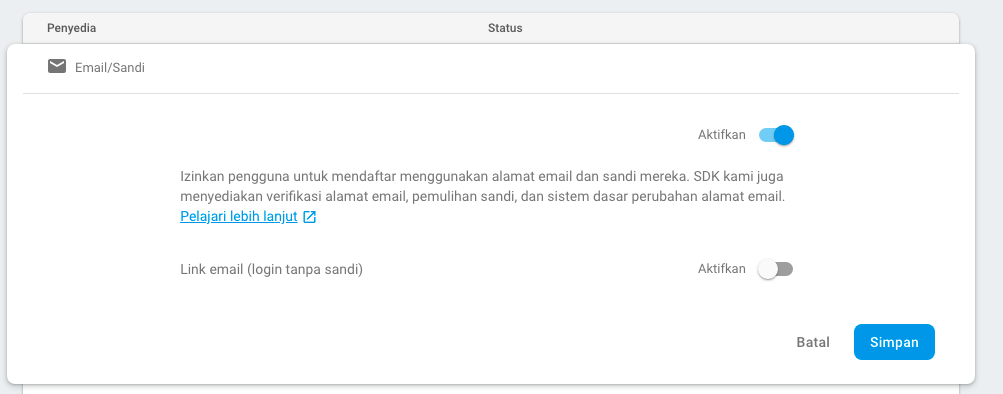 Penyedia Status
Email/Sandi
Aktifkan
Izinkan pengguna untuk mendaftar menggunakan alamat email dan sandi mereka. SDK kami juga
menyediakan verifikasi alamat email, pemulihan sandi, dan sistem dasar perubahan alamat email.
Pelajari lebih lanjut
Link email (login tanpa sandi) Aktifkan
Batal Simpan